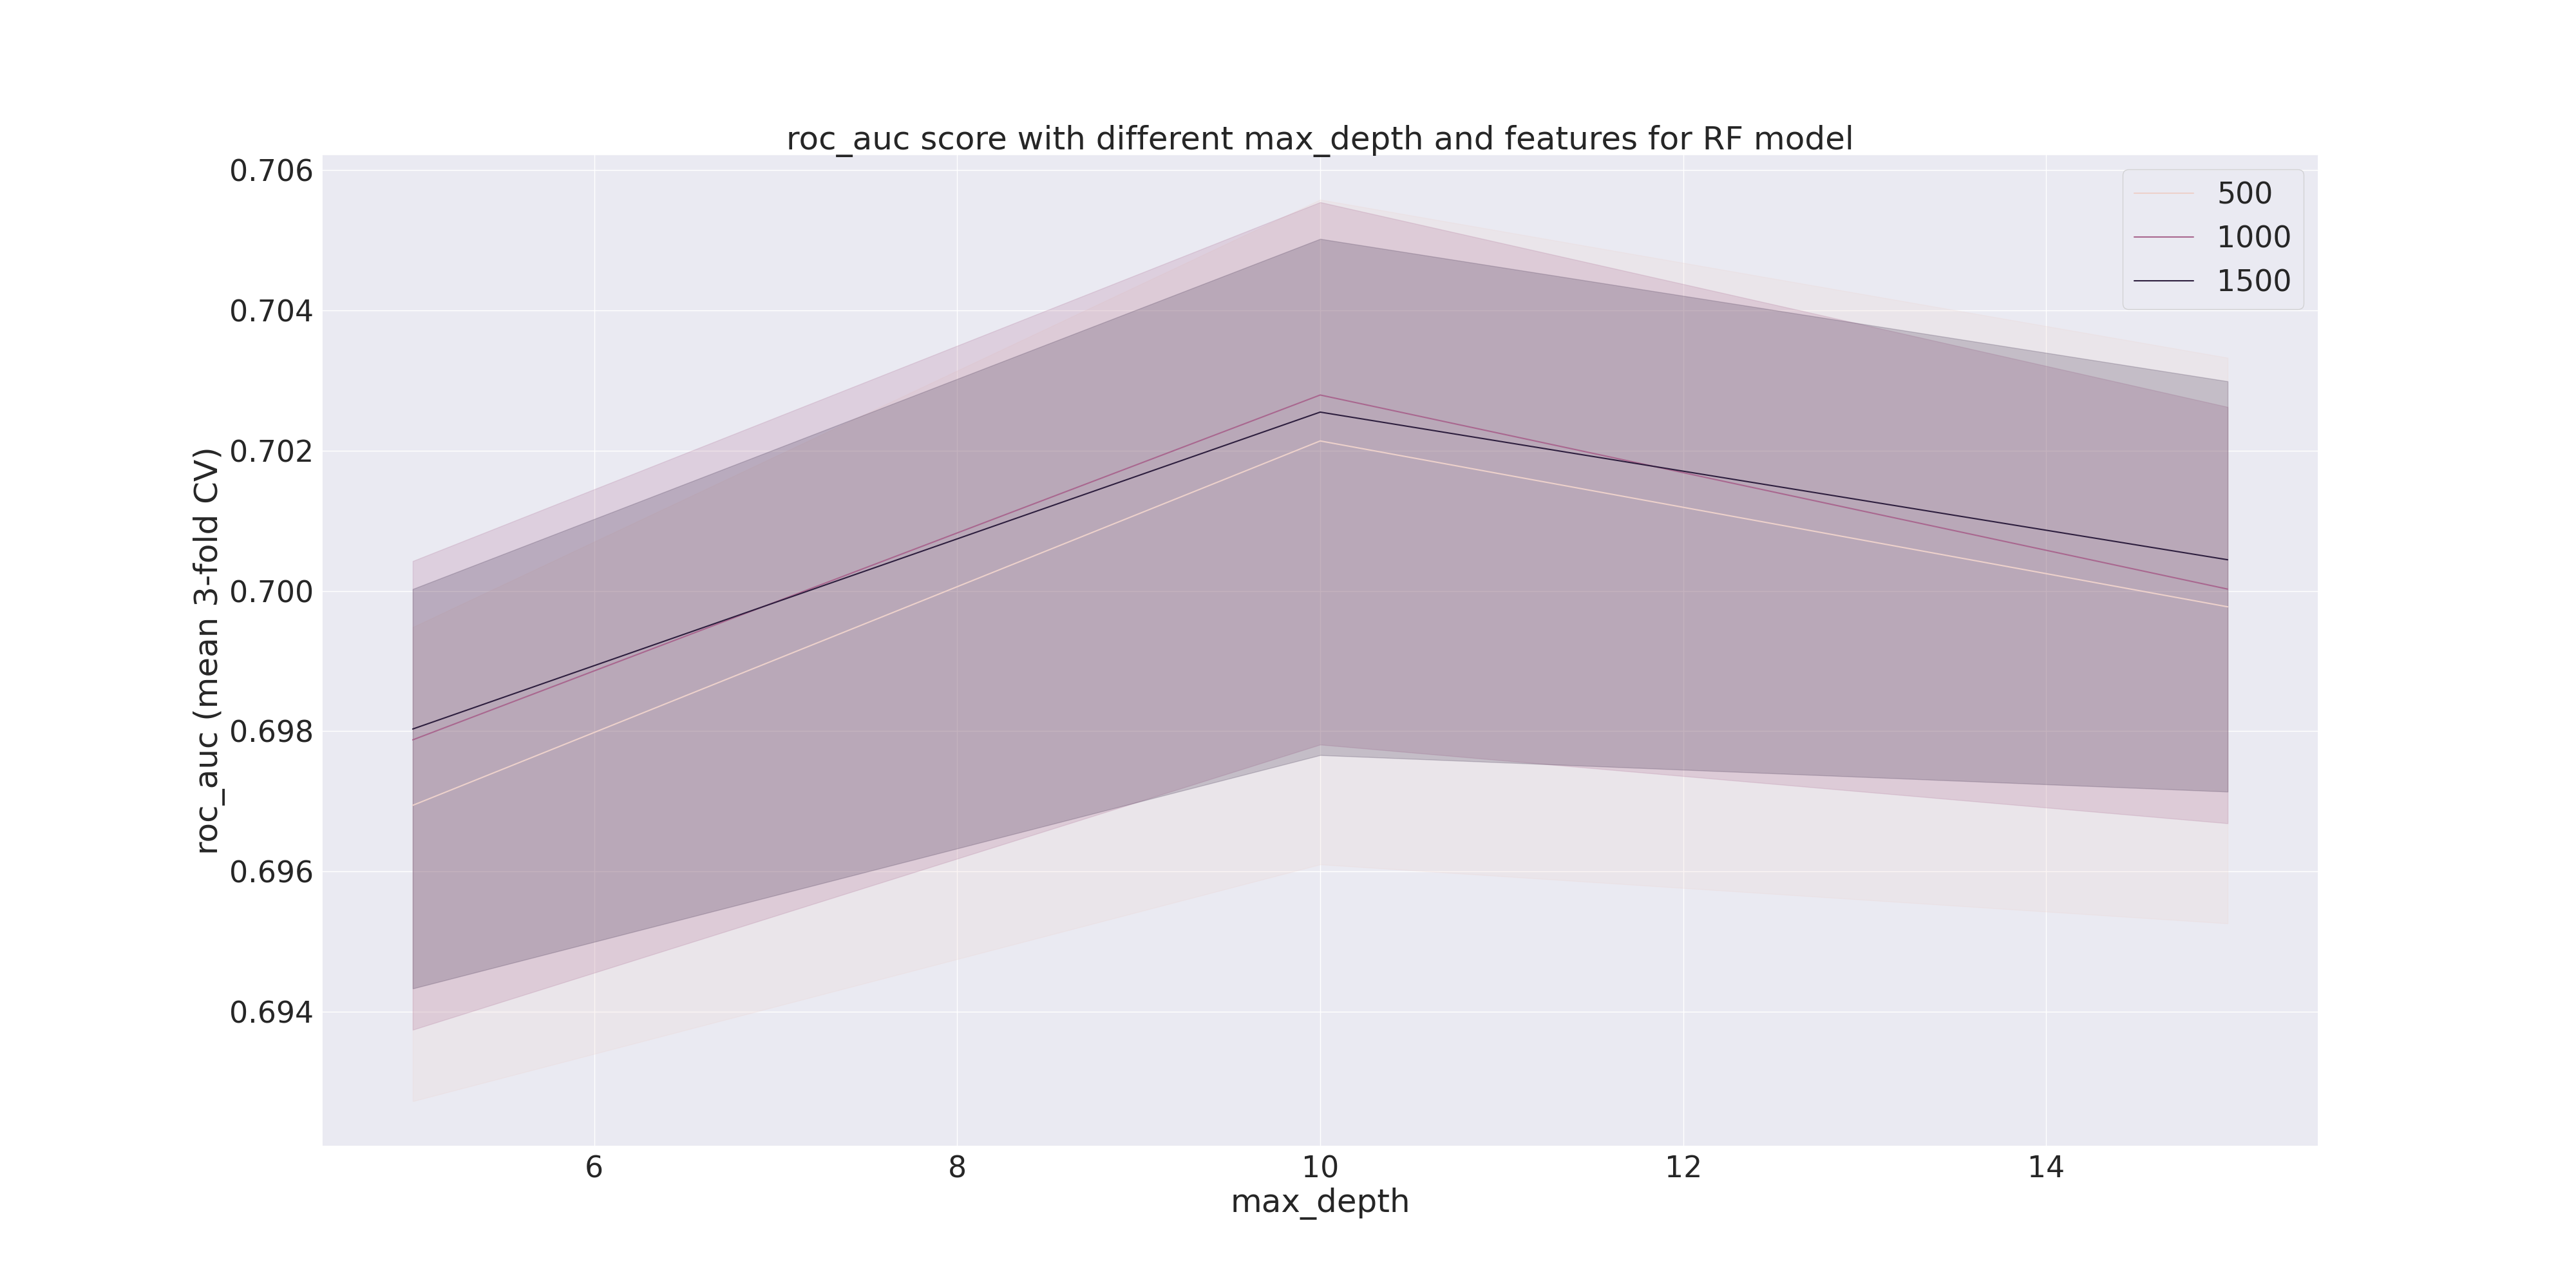 roc_auc score with different max_depth and features for RF model
500
1000
1500
roc_auc (mean 3-fold CV)
0.706
0.704
0.702
0.700
0.698
0.696
0.694
6 8 10 12 14
max_depth